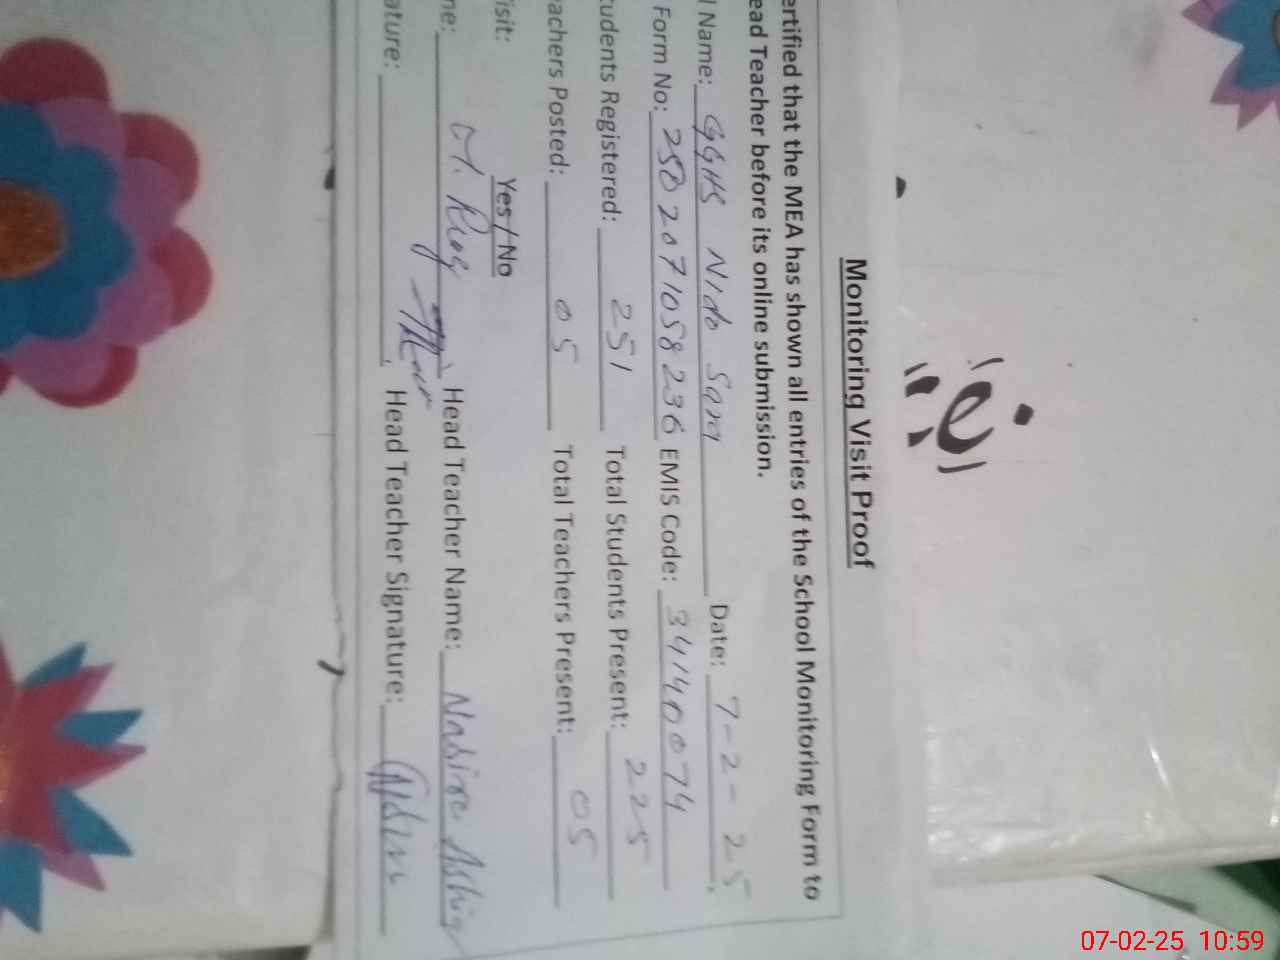 Monitoring Visit Proof
ertified that the MEA has shown all entries of the School Monitoring Form to
ead Teacher before its online submission.
l Name: GGHS Nido Sara Date: 7-2-25
Form No: 2502071058236 EMIS Code: 34140074
tudents Registered: 251 Total Students Present: 225
achers Posted: 05 Total Teachers Present: 05
isit: Yes/No
ne: M. Riaz Head Teacher Name:
ature: Head Teacher Signature:
07-02-25 10:59